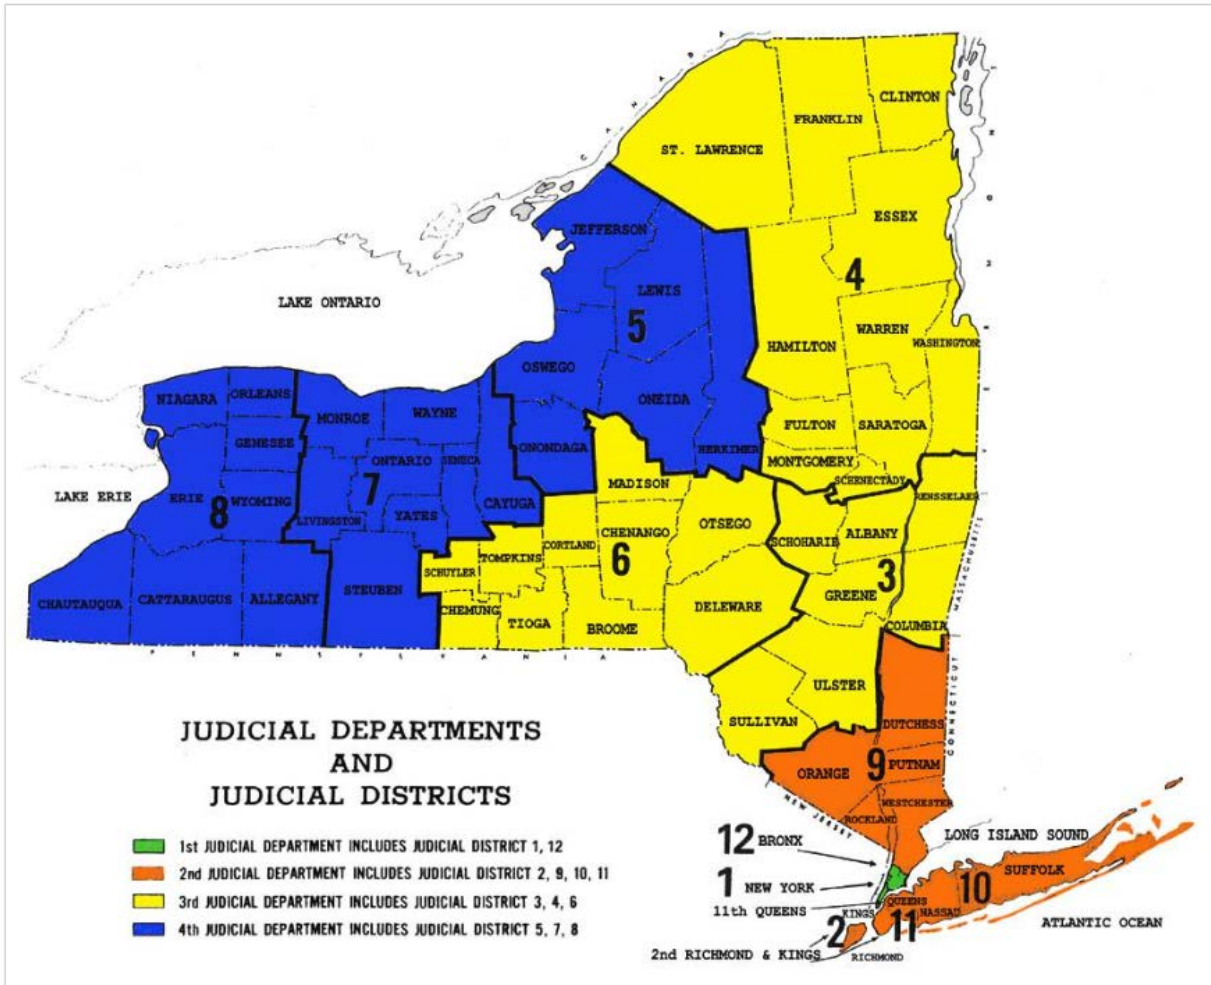 CANADA
CLINTON
FRANKLIN
ST. LAWRENCE
ESSEX
JEFFERSON
4
LEWIS
LAKE ONTARIO
5
WARREN
WASHINGTON
HAMILTON
OSWEGO
ORLEANS
NIAGARA
ONEIDA
WAYNE
MONROE
FULTON
SARATOGA
GENESEE
ONONDAGA
HERKIMER
ONTARIO
SENECA
MONTGOMERY
SCHENECTADY
MADISON
7
LAKE ERIE
ERIE
WYOMING
8
CAYUGA
RENSSELAER
YATES
LIVINGSTON
OTSEGO
CHENANGO
ALBANY
SCHOHARIE
CORTLAND
TOMPKINS
6
SCHUYLER
3
MASSACHUSETTS
STEUBEN
GREENE
CHAUTAUQUA
CATTARAUGUS
ALLEGANY
CHEMUNG
DELEWARE
TIOGA
BROOME
COLUMBIA
PENNSYLVANIA
ULSTER
CONNECTICUT
SULLIVAN
DUTCHESS
JUDICIAL DEPARTMENTS
AND
JUDICIAL DISTRICTS
ORANGE
9
PUTNAM
NEW JERSEY
WESTCHESTER
ROCKLAND
12 BRONX
LONG ISLAND SOUND
1st JUDICIAL DEPARTMENT INCLUDES JUDICIAL DISTRICT 1, 12
2nd JUDICIAL DEPARTMENT INCLUDES JUDICIAL DISTRICT 2, 9, 10, 11
3rd JUDICIAL DEPARTMENT INCLUDES JUDICIAL DISTRICT 3, 4, 6
4th JUDICIAL DEPARTMENT INCLUDES JUDICIAL DISTRICT 5, 7, 8
SUFFOLK
1 NEW YORK
10
QUEENS
11th QUEENS
KINGS
NASSAU
11
ATLANTIC OCEAN
2
2nd RICHMOND & KINGS
RICHMOND